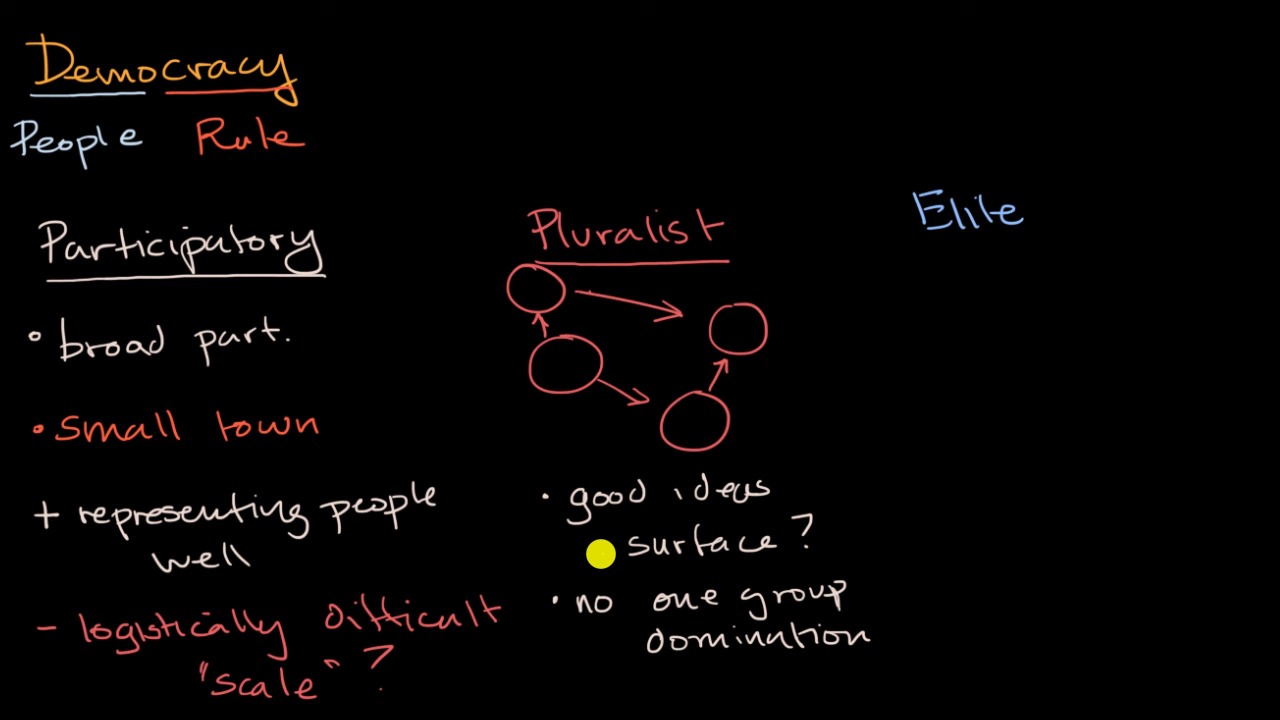 Democracy
People Rule
Participatory
• broad part.
• small town
+ representing people
well
- logistically difficult
"scale" ?
Pluralist
• good ideas
surface?
• no one group
domination
Elite